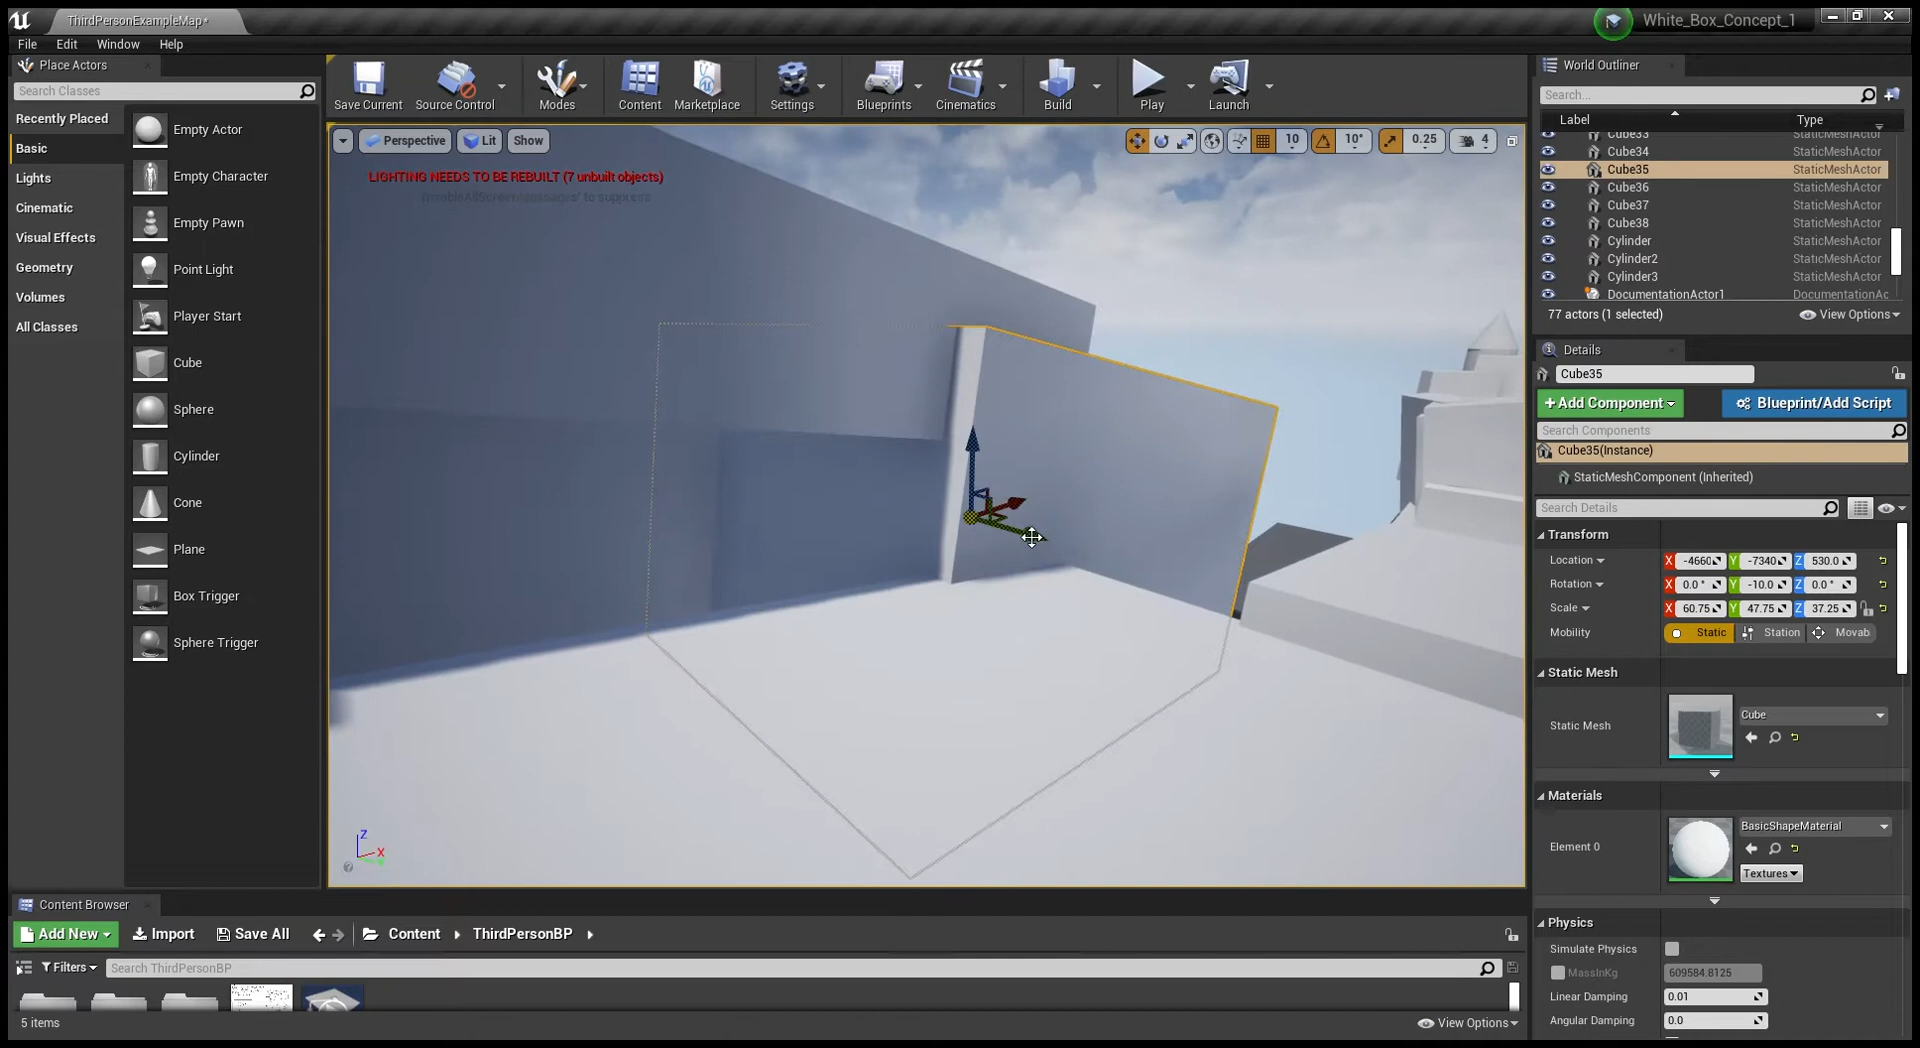 ThirdPersonExampleMap*
White_Box_Concept_1
File Edit Window Help
Place Actors
Search Classes
Recently Placed
Basic
Lights
Cinematic
Visual Effects
Geometry
Volumes
All Classes
Empty Actor
Empty Character
Empty Pawn
Point Light
Player Start
Cube
Sphere
Cylinder
Cone
Plane
Box Trigger
Sphere Trigger
Save Current Source Control Modes Content Marketplace Settings Blueprints Cinematics Build Play Launch
Perspective Lit Show
10 10° 0.25 4
LIGHTING NEEDS TO BE REBUILT (7 unbuilt objects)
'DisableAllScreenMessages' to suppress
Z
X
World Outliner
Search...
Label Type
Cube33 StaticMeshActor
Cube34 StaticMeshActor
Cube35 StaticMeshActor
Cube36 StaticMeshActor
Cube37 StaticMeshActor
Cube38 StaticMeshActor
Cylinder StaticMeshActor
Cylinder2 StaticMeshActor
Cylinder3 StaticMeshActor
DocumentationActor1 DocumentationAc
77 actors (1 selected) View Options
Details
Cube35
+Add Component Blueprint/Add Script
Search Components
Cube35(Instance)
StaticMeshComponent (Inherited)
Search Details
Transform
Location X -4660 Y -7340 Z 530.0
Rotation X 0.0° Y -10.0 Z 0.0°
Scale X 60.75 Y 47.75 Z 37.25
Mobility Static Station Movab
Static Mesh
Static Mesh Cube
Materials
Element 0 BasicShapeMaterial
Textures
Physics
Simulate Physics
MassInKg 609584.8125
Linear Damping 0.01
Angular Damping 0.0
Content Browser
Add New Import Save All Content ThirdPersonBP
Filters Search ThirdPersonBP
5 items View Options